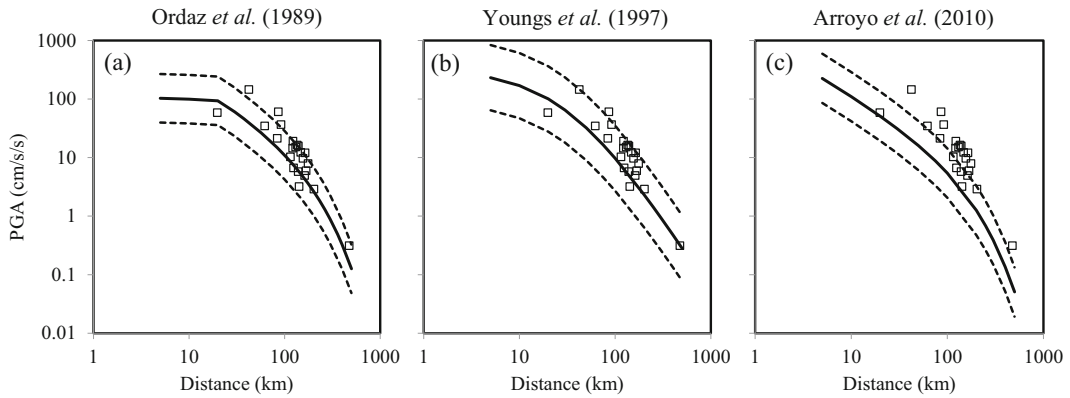 Ordaz et al. (1989)
Youngs et al. (1997)
Arroyo et al. (2010)
(a)
(b)
(c)
PGA (cm/s/s)
1000
100
10
1
0.1
0.01
1 10 100 1000
1 10 100 1000
1 10 100 1000
Distance (km)
Distance (km)
Distance (km)